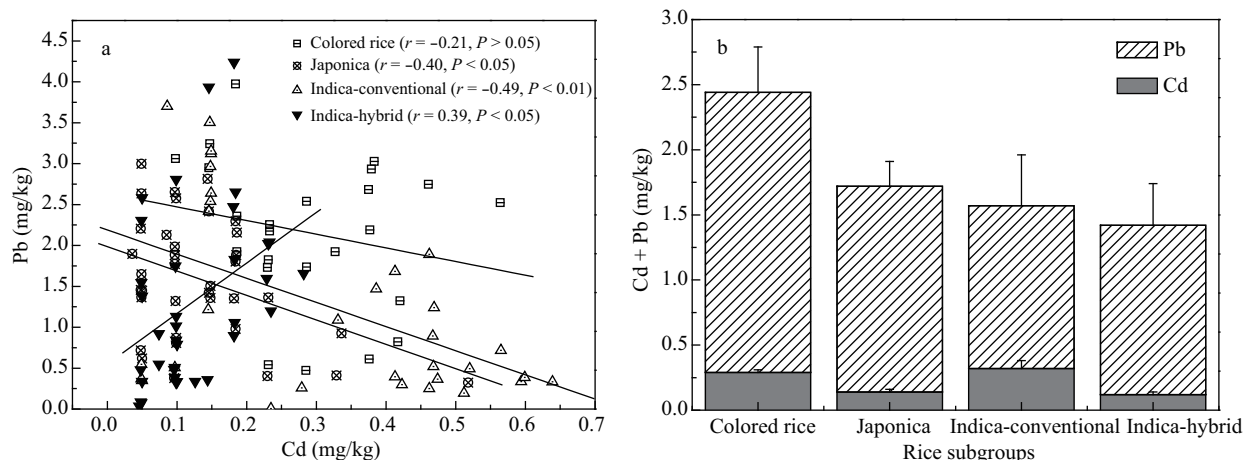 a
Colored rice (r = –0.21, P > 0.05)
Japonica (r = –0.40, P < 0.05)
Indica-conventional (r = –0.49, P < 0.01)
Indica-hybrid (r = 0.39, P < 0.05)
Pb (mg/kg)
5.0
4.5
4.0
3.5
3.0
2.5
2.0
1.5
1.0
0.5
0.0
0.0 0.1 0.2 0.3 0.4 0.5 0.6 0.7
Cd (mg/kg)
b
Pb
Cd
Cd + Pb (mg/kg)
3.0
2.5
2.0
1.5
1.0
0.5
0.0
Colored rice Japonica Indica-conventional Indica-hybrid
Rice subgroups